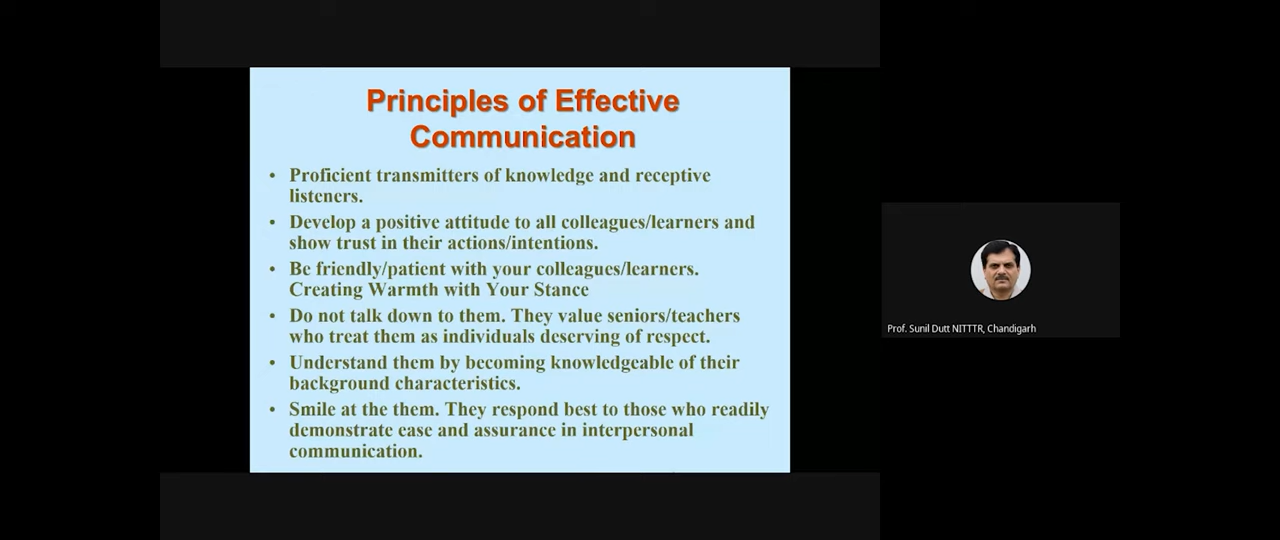 Principles of Effective
Communication
• Proficient transmitters of knowledge and receptive
listeners.
• Develop a positive attitude to all colleagues/learners and
show trust in their actions/intentions.
• Be friendly/patient with your colleagues/learners.
Creating Warmth with Your Stance
• Do not talk down to them. They value seniors/teachers
who treat them as individuals deserving of respect.
• Understand them by becoming knowledgeable of their
background characteristics.
• Smile at the them. They respond best to those who readily
demonstrate ease and assurance in interpersonal
communication.
Prof. Sunil Dutt NITTTR, Chandigarh